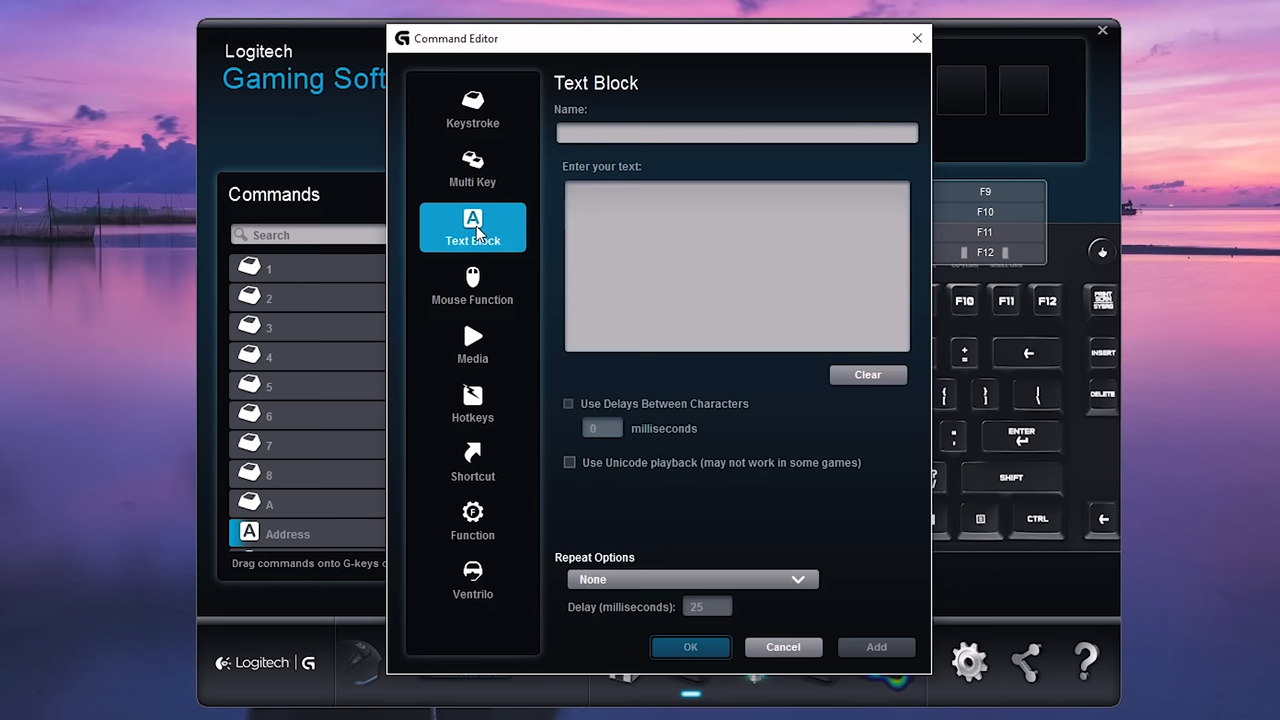 Command Editor
Logitech
Gaming Soft
Commands
Search
1
2
3
4
5
6
7
8
A
Address
Drag commands onto G-keys
Keystroke
Multi Key
A
Text Block
Mouse Function
Media
Hotkeys
Shortcut
F
Function
Ventrilo
Text Block
Name:
Enter your text:
Clear
Use Delays Between Characters
0 milliseconds
Use Unicode playback (may not work in some games)
Repeat Options
None
Delay (milliseconds): 25
OK
Cancel
Add
F9
F10
F11
F12
F10
F11
F12
PRINT
SCAN
SYSRQ
INSERT
DELETE
ENTER
SHIFT
CTRL
Logitech G